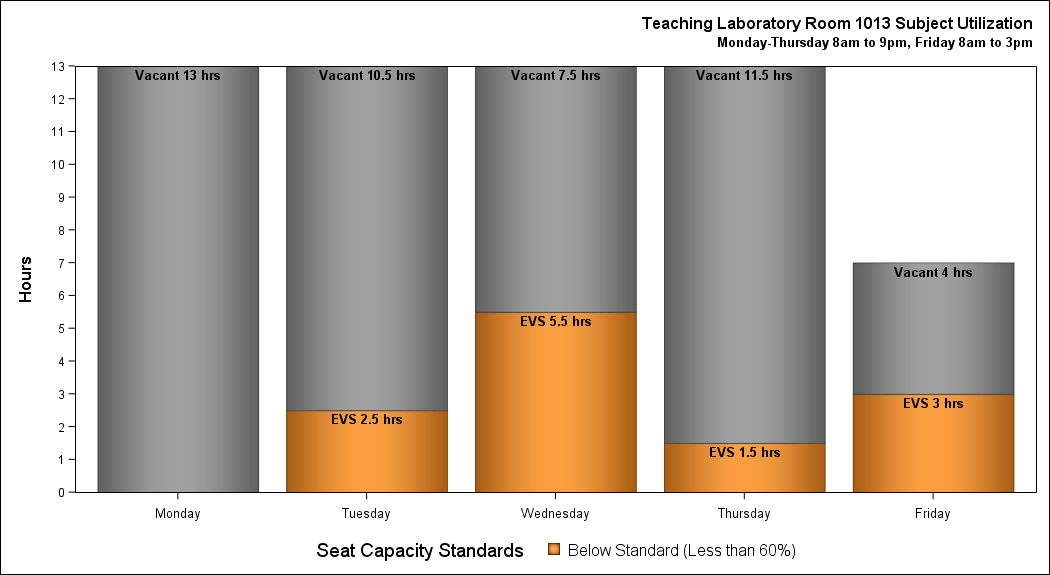 Teaching Laboratory Room 1013 Subject Utilization
Monday-Thursday 8am to 9pm, Friday 8am to 3pm
Hours
13
12
11
10
9
8
7
6
5
4
3
2
1
0
Vacant 13 hrs
Vacant 10.5 hrs
Vacant 7.5 hrs
Vacant 11.5 hrs
Vacant 4 hrs
EVS 2.5 hrs
EVS 5.5 hrs
EVS 1.5 hrs
EVS 3 hrs
Monday
Tuesday
Wednesday
Thursday
Friday
Seat Capacity Standards
Below Standard (Less than 60%)